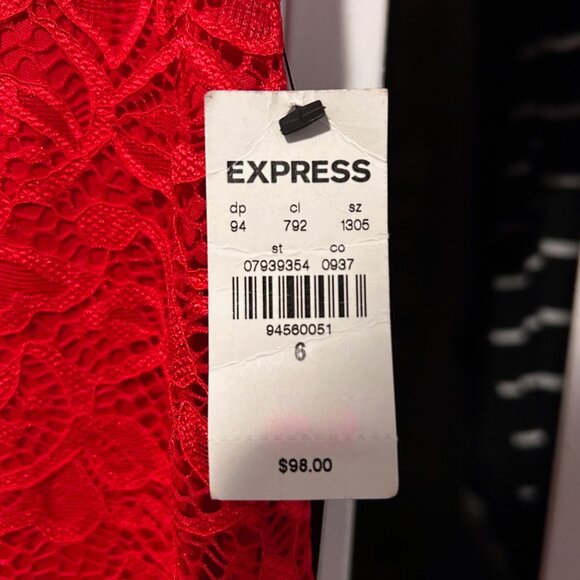 EXPRESS
dp cl sz
94 792 1305
st co
07939354 0937
94560051
6
$98.00